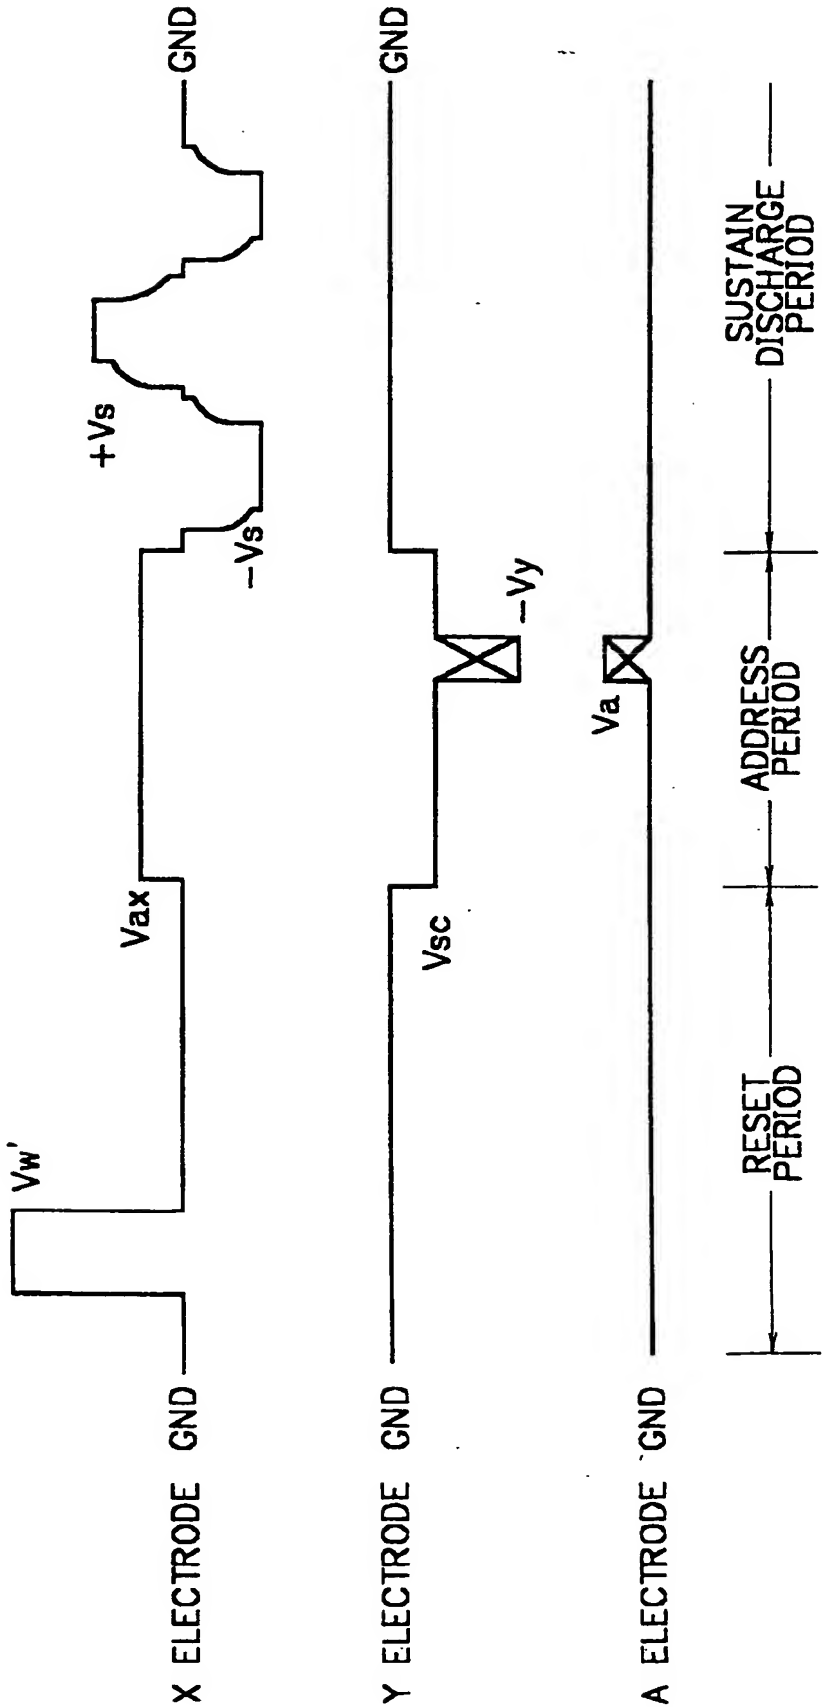 X ELECTRODE GND
Vw'
Vax
-Vs
+Vs
GND
Y ELECTRODE GND
Vsc
-Vy
GND
A ELECTRODE GND
Va
RESET
PERIOD
ADDRESS
PERIOD
SUSTAIN
DISCHARGE
PERIOD